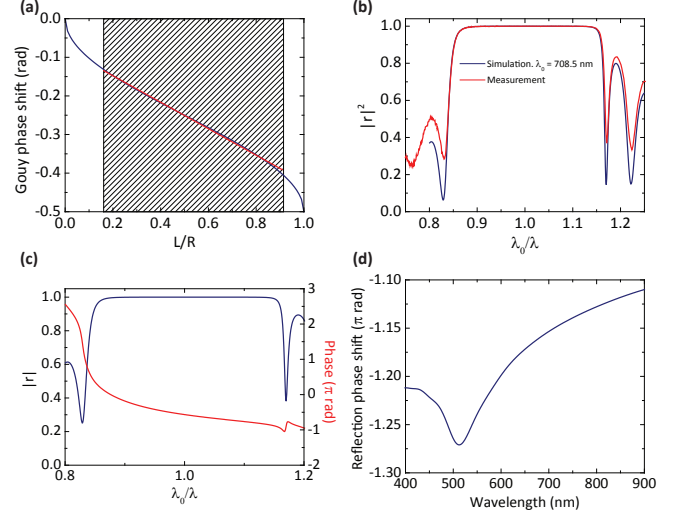 (a)
0.0
-0.1
-0.2
-0.3
-0.4
-0.5
Gouy phase shift (rad)
0.0 0.2 0.4 0.6 0.8 1.0
L/R
(b)
1.0
0.8
0.6
0.4
0.2
0.0
|r|²
Simulation. λ₀ = 708.5 nm
Measurement
0.8 0.9 1.0 1.1 1.2
λ₀/λ
(c)
1.0
0.8
0.6
0.4
0.2
0.0
|r|
3
2
1
0
-1
-2
Phase (π rad)
0.8 1.0 1.2
λ₀/λ
(d)
-1.10
-1.15
-1.20
-1.25
-1.30
Reflection phase shift (π rad)
400 500 600 700 800 900
Wavelength (nm)